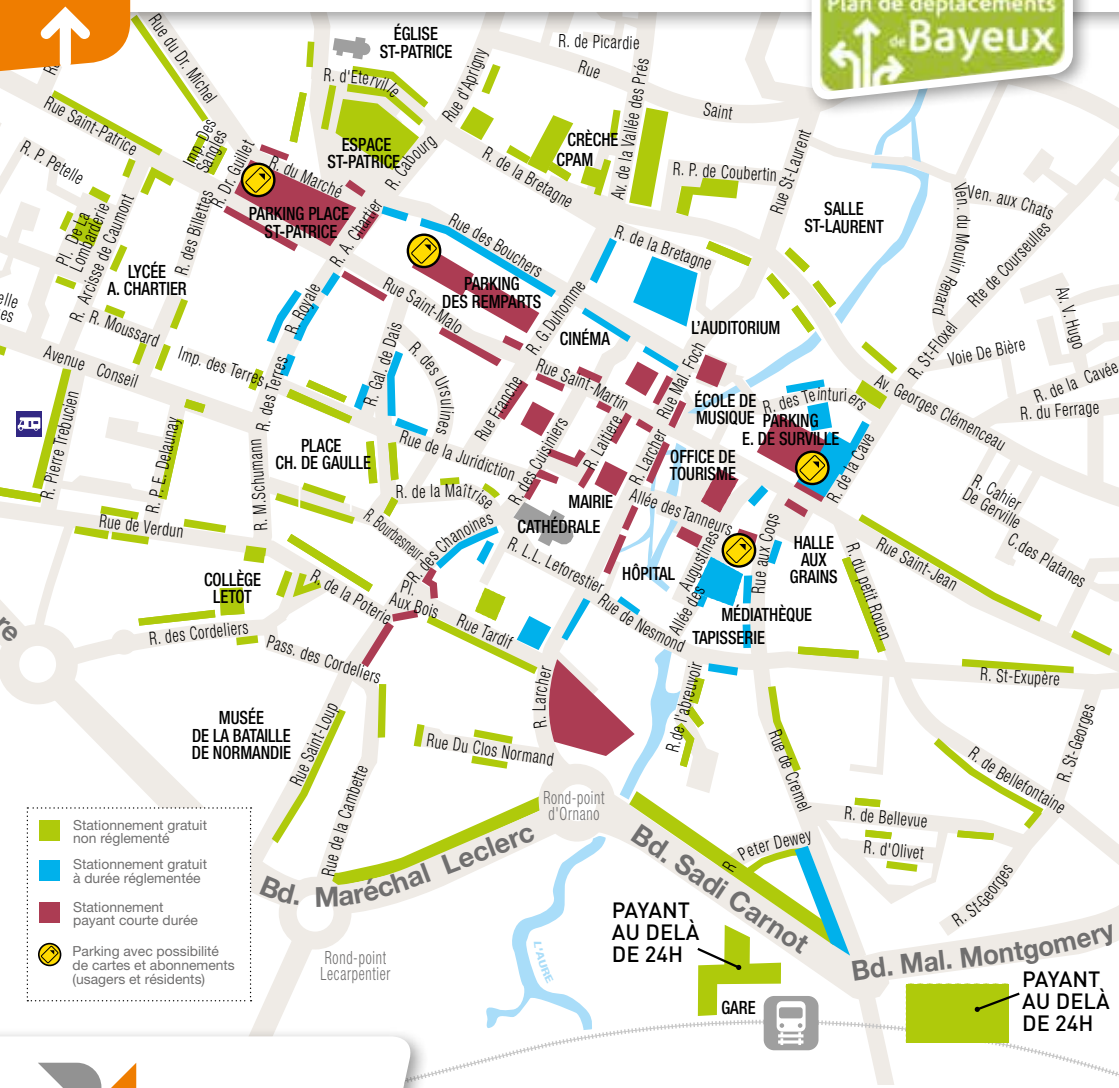 Plan de déplacements
de Bayeux
ÉGLISE
ST-PATRICE
R. de Picardie
Rue
Saint
Rue du Dr. Michel
R. d'Eterville
Rue d'Aprigny
Av. de la Vallée des Prés
Rue Saint-Patrice
Imp. Des
Sangles
R. Dr. Guillet
ESPACE
ST-PATRICE
R. Cabourg
CRÈCHE
CPAM
R. de la Bretagne
R. P. de Coubertin
Rue St-Laurent
R. P. Petelle
R. du Marché
PARKING PLACE
ST-PATRICE
R. A. Chartier
Rue des Bouchers
R. de la Bretagne
SALLE
ST-LAURENT
Ven. aux Chats
Ven. du Moulin Renard
Rte de Courseulles
Pl. De La
Lombarderie
R. Arcisse de Caumont
R. des Billettes
LYCÉE
A. CHARTIER
R. Royale
PARKING
DES REMPARTS
Rue Saint-Malo
R. G.Duhomme
CINÉMA
L'AUDITORIUM
R. St-Floxel
Voie De Bière
Av. V. Hugo
elle
es
R. Moussard
Imp. des Terres
R. des Terres
R. Gal. de Dais
R. des Ursulines
Rue Franche
Rue Saint-Martin
Rue Mal. Foch
ÉCOLE DE
MUSIQUE
R. des Teinturiers
Av. Georges Clémenceau
R. de la Cavée
R. du Ferrage
Avenue Conseil
R. Pierre Trebucien
R. P. E. Delaunay
R. M.Schumann
PLACE
CH. DE GAULLE
Rue de la Juridiction
R. des Cuisiniers
R. Laitière
R. Larcher
PARKING
E. DE SURVILLE
R. de la Cave
OFFICE DE
TOURISME
MAIRIE
R. de la Maîtrise
R. Bourbesneur
R. des Chanoines
CATHÉDRALE
Allée des Tanneurs
Rue aux Coqs
HALLE
AUX
GRAINS
R. Cahier
De Gerville
C.des Platanes
Rue Saint-Jean
R. du petit Rouen
Rue de Verdun
COLLÈGE
LETOT
R. de la Poterie
Pl.
Aux Bois
Rue Tardif
R. L.L. Leforestier
HÔPITAL
Allée des Augustines
Rue de Nesmond
MÉDIATHÈQUE
TAPISSERIE
R. des Cordeliers
Pass. des Cordeliers
R. St-Exupère
re
MUSÉE
DE LA BATAILLE
DE NORMANDIE
Rue Saint-Loup
Rue de la Cambette
Rue Du Clos Normand
R. Larcher
R. de l'abreuvoir
Rue de Cremel
R. de Bellefontaine
R. St-Georges
Rond-point
d'Ornano
R. de Bellevue
R. d'Olivet
R. St-Georges
R Peter Dewey
Bd. Maréchal Leclerc
Bd. Sadi Carnot
Bd. Mal. Montgomery
Rond-point
Lecarpentier
L'AURE
PAYANT
AU DELÀ
DE 24H
GARE
PAYANT
AU DELÀ
DE 24H
Stationnement gratuit
non réglementé
Stationnement gratuit
à durée réglementée
Stationnement
payant courte durée
Parking avec possibilité
de cartes et abonnements
(usagers et résidents)